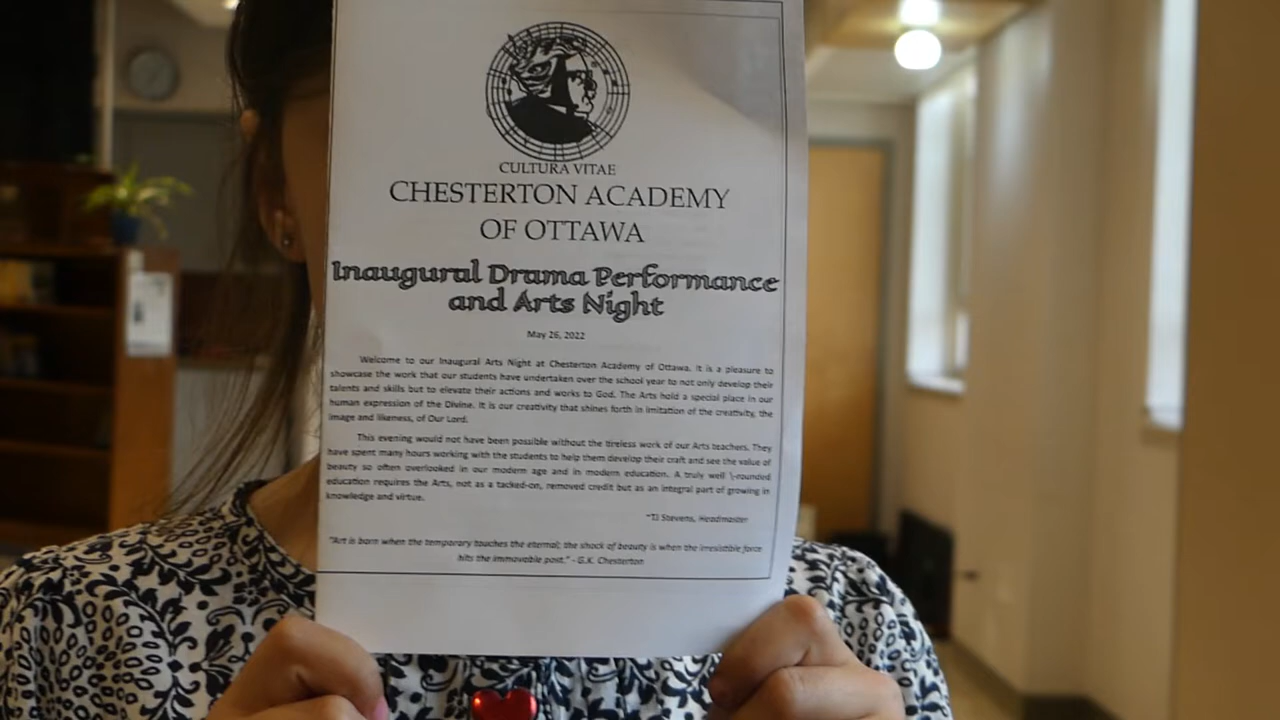 CULTURA VITAE
CHESTERTON ACADEMY
OF OTTAWA
Inaugural Drama Performance
and Arts Night
May 26, 2022
Welcome to our Inaugural Arts Night at Chesterton Academy of Ottawa. It is a pleasure to
showcase the work that our students have undertaken over the school year to not only develop their
talents and skills but to elevate their actions and works to God. The Arts hold a special place in our
human expression of the Divine. It is our creativity that shines forth in imitation of the creativity, the
image and likeness, of Our Lord.
This evening would not have been possible without the tireless work of our Arts teachers. They
have spent many hours working with the students to help them develop their craft and see the value of
beauty so often overlooked in our modern age and in modern education. A truly well \-rounded
education requires the Arts, not as a tacked-on, removed credit but as an integral part of growing in
knowledge and virtue.
~TJ Stevens, Headmaster
"Art is born when the temporary touches the eternal; the shock of beauty is when the irresistible force
hits the immovable post." - G.K. Chesterton